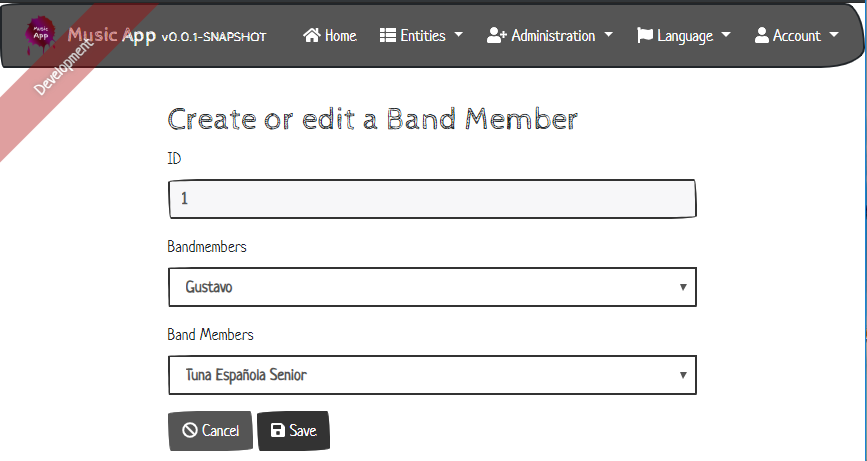 Music App
Music App v0.0.1-SNAPSHOT
Home
Entities
Administration
Language
Account
Development
Create or edit a Band Member
ID
1
Bandmembers
Gustavo
Band Members
Tuna Española Senior
Cancel
Save